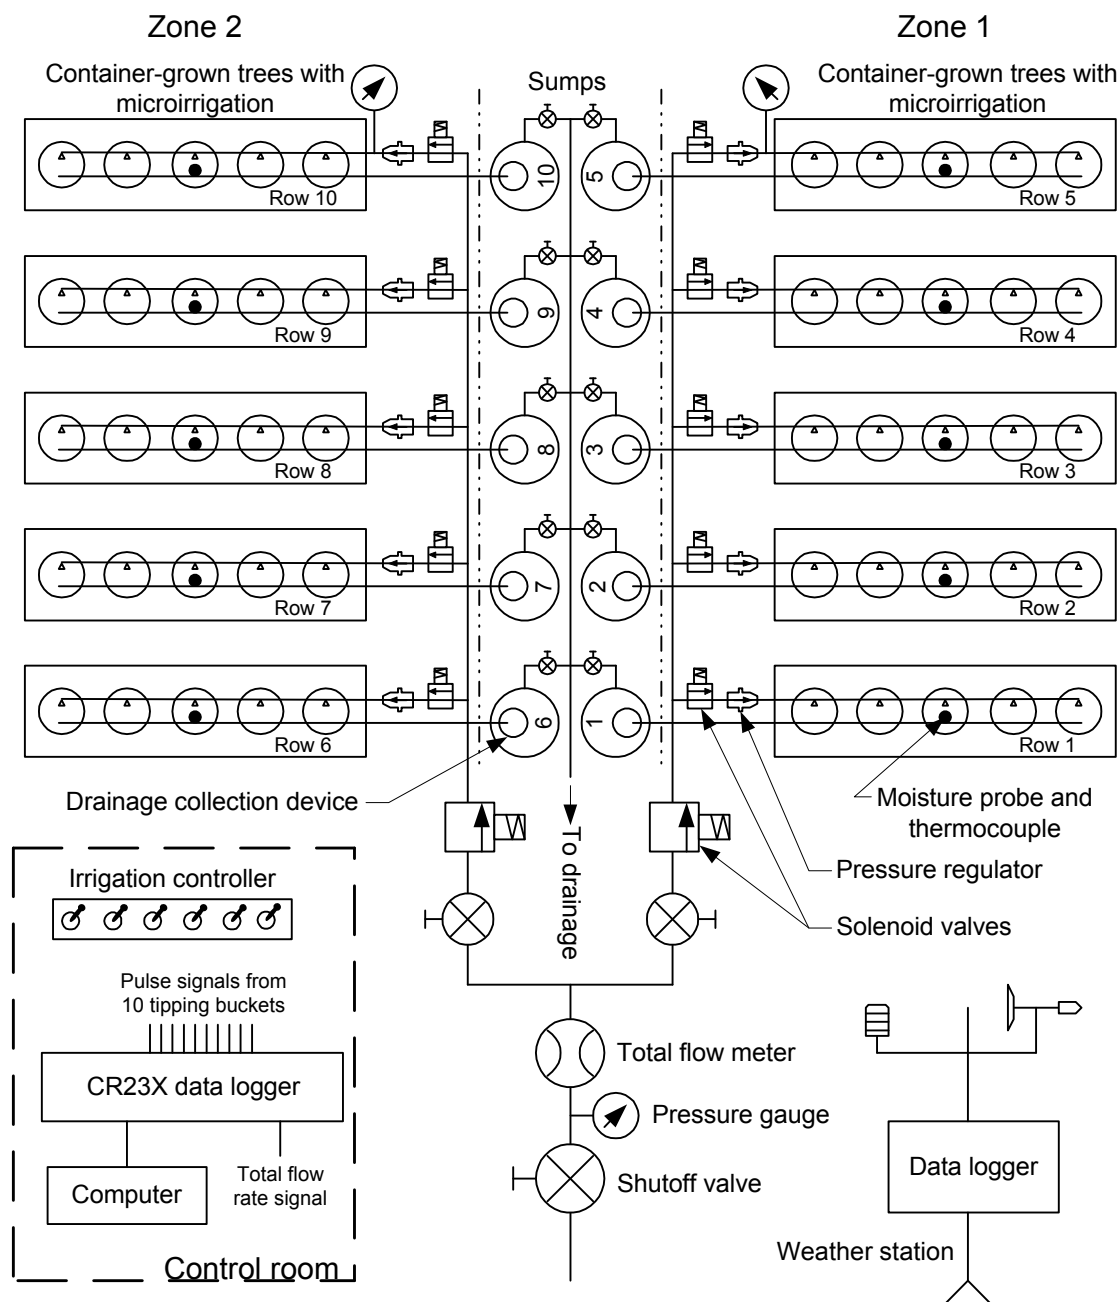 Zone 2
Zone 1
Container-grown trees with
microirrigation
Sumps
Container-grown trees with
microirrigation
10
5
Row 10
Row 5
9
4
Row 9
Row 4
8
3
Row 8
Row 3
7
2
Row 7
Row 2
6
1
Row 6
Row 1
Drainage collection device
To drainage
Moisture probe and
thermocouple
Pressure regulator
Solenoid valves
Irrigation controller
Pulse signals from
10 tipping buckets
CR23X data logger
Computer
Total flow
rate signal
Control room
Total flow meter
Pressure gauge
Shutoff valve
Data logger
Weather station